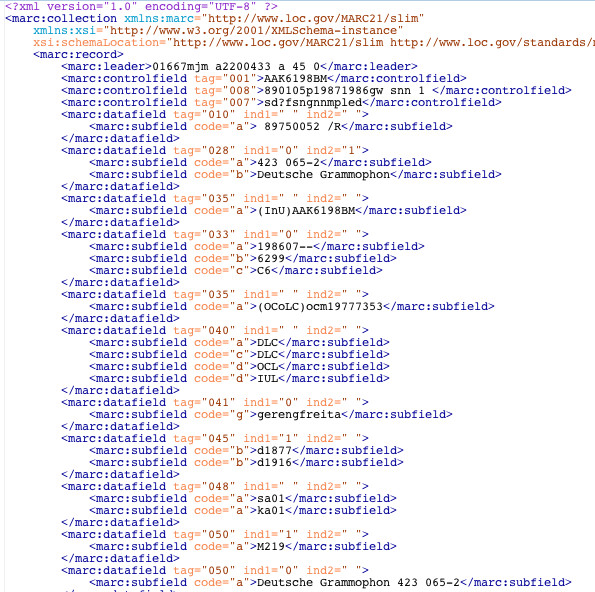 <?xml version="1.0" encoding="UTF-8" ?>
<marc:collection xmlns:marc="http://www.loc.gov/MARC21/slim"
xmlns:xsi="http://www.w3.org/2001/XMLSchema-instance"
xsi:schemaLocation="http://www.loc.gov/MARC21/slim http://www.loc.gov/standards/
<marc:record>
<marc:leader>01667mjm a2200433 a 45 0</marc:leader>
<marc:controlfield tag="001">AAK6198BM</marc:controlfield>
<marc:controlfield tag="008">890105p19871986gw snn 1 </marc:controlfield>
<marc:controlfield tag="007">sd?fsngnnmpled</marc:controlfield>
<marc:datafield tag="010" ind1=" " ind2=" ">
<marc:subfield code="a"> 89750052 /R</marc:subfield>
</marc:datafield>
<marc:datafield tag="028" ind1="0" ind2="1">
<marc:subfield code="a">423 065-2</marc:subfield>
<marc:subfield code="b">Deutsche Grammophon</marc:subfield>
</marc:datafield>
<marc:datafield tag="035" ind1=" " ind2=" ">
<marc:subfield code="a">(InU)AAK6198BM</marc:subfield>
</marc:datafield>
<marc:datafield tag="033" ind1="0" ind2=" ">
<marc:subfield code="a">198607--</marc:subfield>
<marc:subfield code="b">6299</marc:subfield>
<marc:subfield code="c">C6</marc:subfield>
</marc:datafield>
<marc:datafield tag="035" ind1=" " ind2=" ">
<marc:subfield code="a">(OCoLC)ocm19777353</marc:subfield>
</marc:datafield>
<marc:datafield tag="040" ind1=" " ind2=" ">
<marc:subfield code="a">DLC</marc:subfield>
<marc:subfield code="c">DLC</marc:subfield>
<marc:subfield code="d">OCL</marc:subfield>
<marc:subfield code="d">IUL</marc:subfield>
</marc:datafield>
<marc:datafield tag="041" ind1="0" ind2=" ">
<marc:subfield code="g">gerengfreita</marc:subfield>
</marc:datafield>
<marc:datafield tag="045" ind1="1" ind2=" ">
<marc:subfield code="b">d1877</marc:subfield>
<marc:subfield code="b">d1916</marc:subfield>
</marc:datafield>
<marc:datafield tag="048" ind1=" " ind2=" ">
<marc:subfield code="a">sa01</marc:subfield>
<marc:subfield code="a">ka01</marc:subfield>
</marc:datafield>
<marc:datafield tag="050" ind1="1" ind2=" ">
<marc:subfield code="a">M219</marc:subfield>
</marc:datafield>
<marc:datafield tag="050" ind1="0" ind2=" ">
<marc:subfield code="a">Deutsche Grammophon 423 065-2</marc:subfield>